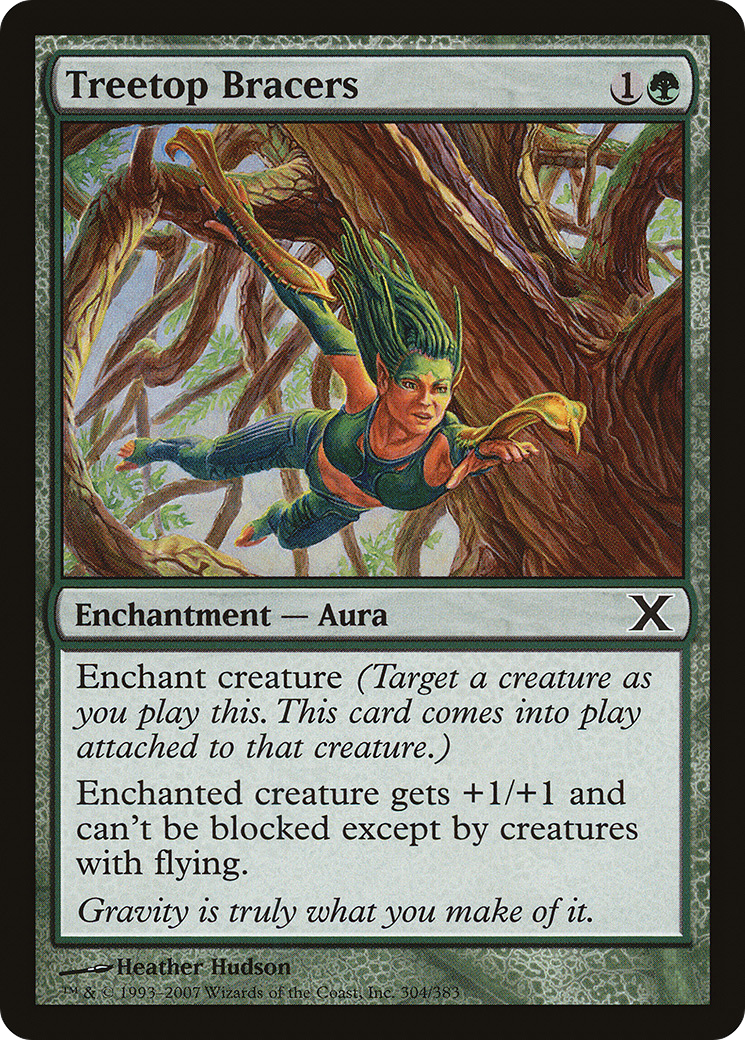 Treetop Bracers
1
Enchantment — Aura
X
Enchant creature (Target a creature as
you play this. This card comes into play
attached to that creature.)
Enchanted creature gets +1/+1 and
can't be blocked except by creatures
with flying.
Gravity is truly what you make of it.
Heather Hudson
™ & © 1993–2007 Wizards of the Coast, Inc. 304/383